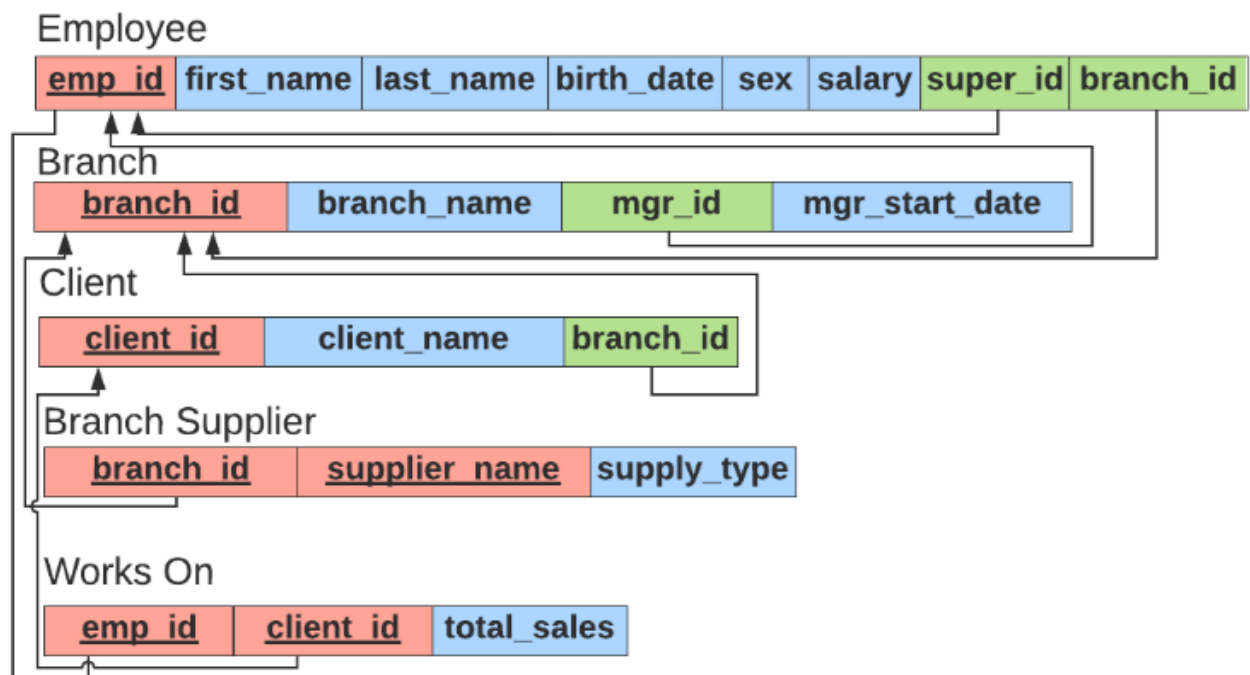 Employee
emp_id first_name last_name birth_date sex salary super_id branch_id
Branch
branch_id branch_name mgr_id mgr_start_date
Client
client_id client_name branch_id
Branch Supplier
branch_id supplier_name supply_type
Works On
emp_id client_id total_sales